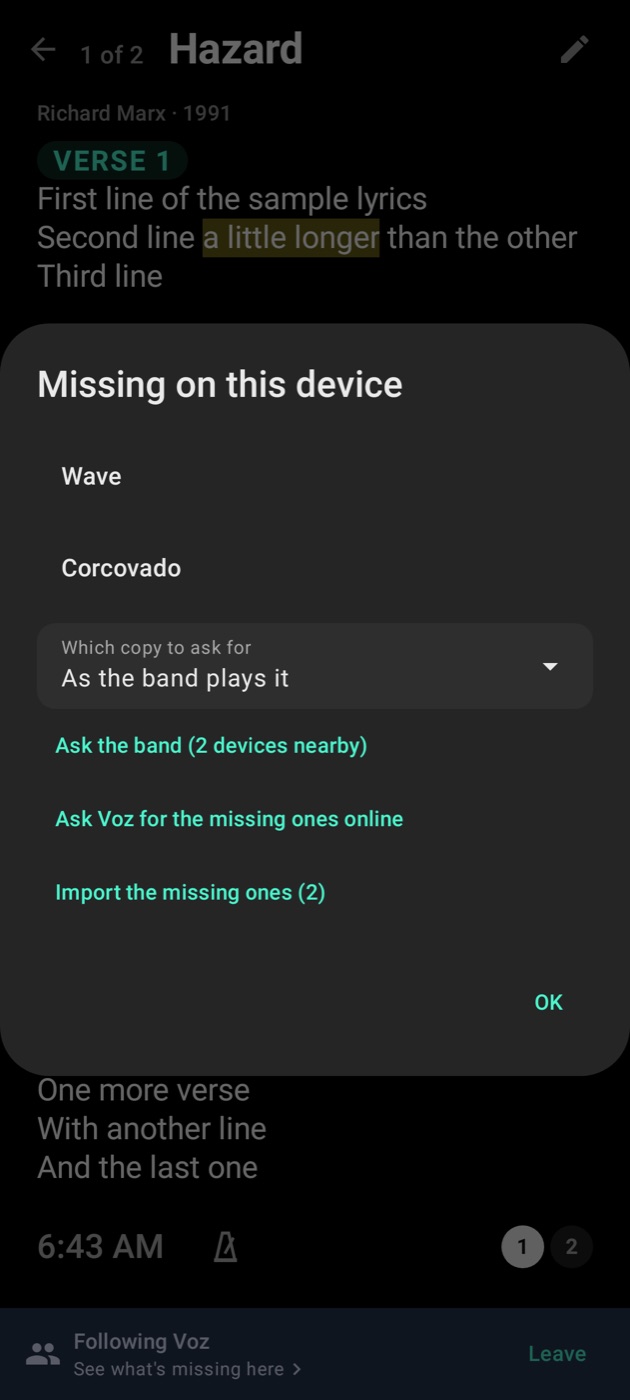 1 of 2 Hazard
Richard Marx · 1991
VERSE 1
First line of the sample lyrics
Second line a little longer than the other
Third line
Missing on this device
Wave
Corcovado
Which copy to ask for
As the band plays it
Ask the band (2 devices nearby)
Ask Voz for the missing ones online
Import the missing ones (2)
OK
One more verse
With another line
And the last one
6:43 AM 1 2
Following Voz
See what's missing here
Leave